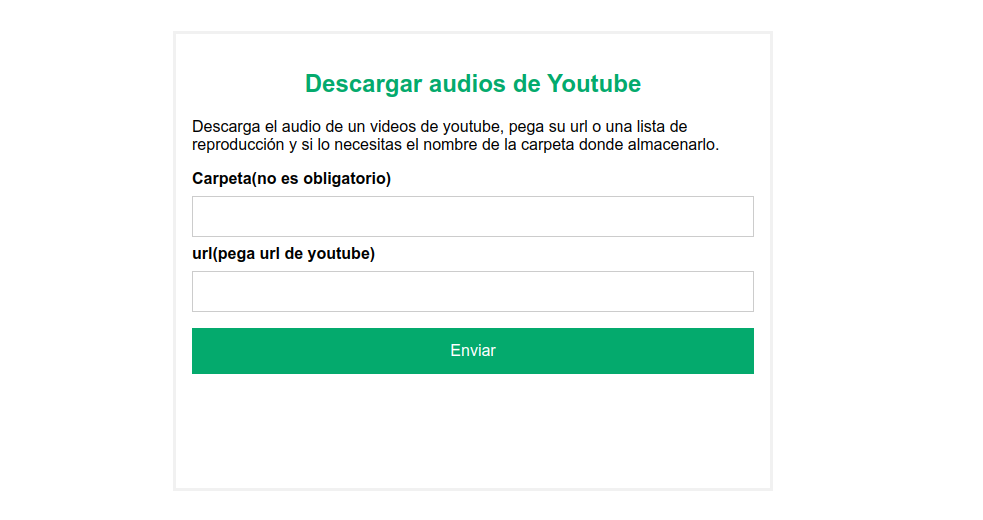 Descargar audios de Youtube
Descarga el audio de un videos de youtube, pega su url o una lista de
reproducción y si lo necesitas el nombre de la carpeta donde almacenarlo.
Carpeta(no es obligatorio)
url(pega url de youtube)
Enviar